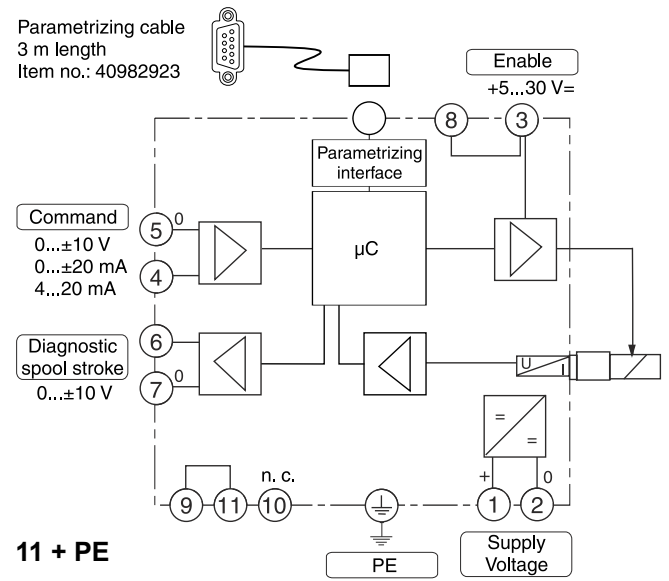 Parametrizing cable
3 m length
Item no.: 40982923
Enable
+5...30 V=
8
3
Parametrizing
interface
Command
0...±10 V
0...±20 mA
4...20 mA
5
0
4
µC
Diagnostic
spool stroke
0...±10 V
6
7
0
U
I
=
=
+
0
n. c.
9
11
10
1
2
11 + PE
PE
Supply
Voltage